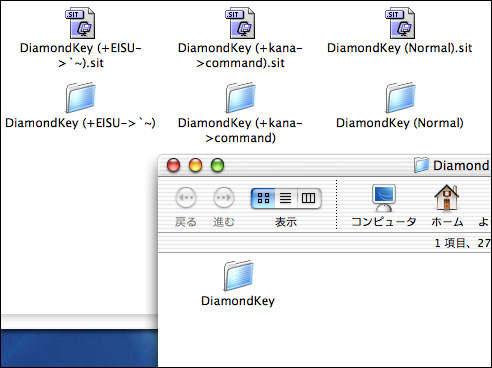 .SIT
.SIT
.SIT
DiamondKey (+EISU-
>`~).sit
DiamondKey (+kana-
>command).sit
DiamondKey (Normal).sit
DiamondKey (+EISU->`~)
DiamondKey (+kana-
>command)
DiamondKey (Normal)
Diamond
戻る 進む 表示 コンピュータ ホーム よ
1 項目、27
DiamondKey